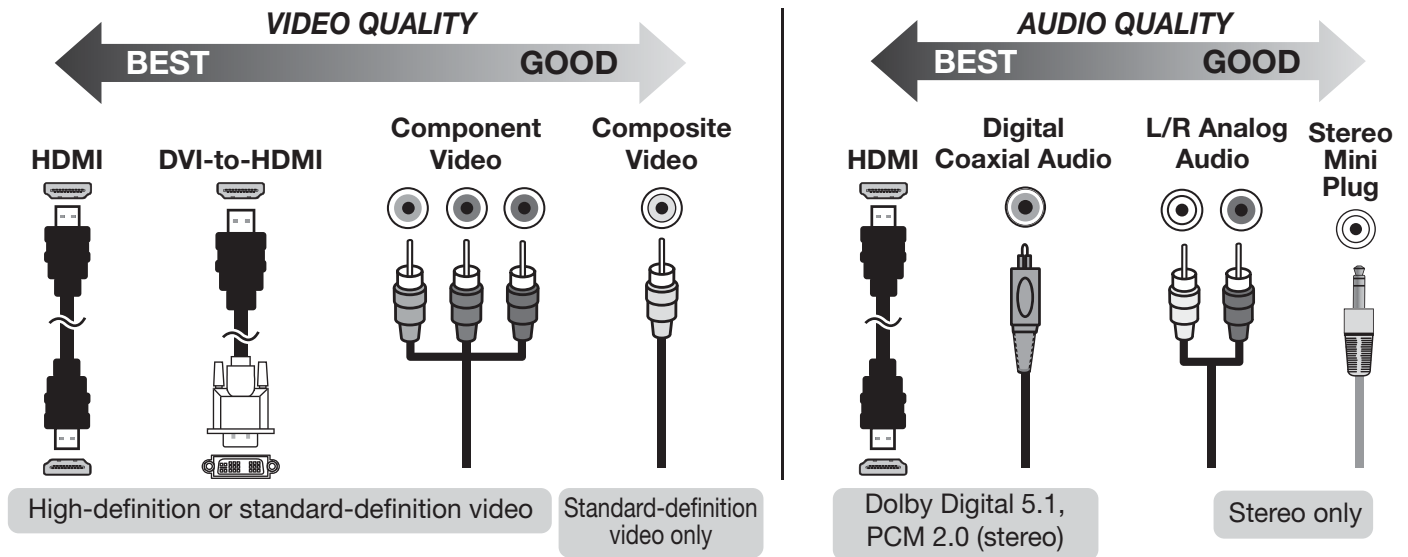 VIDEO QUALITY
BEST GOOD
HDMI
DVI-to-HDMI
Component
Video
Composite
Video
High-definition or standard-definition video
Standard-definition
video only
AUDIO QUALITY
BEST GOOD
HDMI
Digital
Coaxial Audio
L/R Analog
Audio
Stereo
Mini
Plug
Dolby Digital 5.1,
PCM 2.0 (stereo)
Stereo only